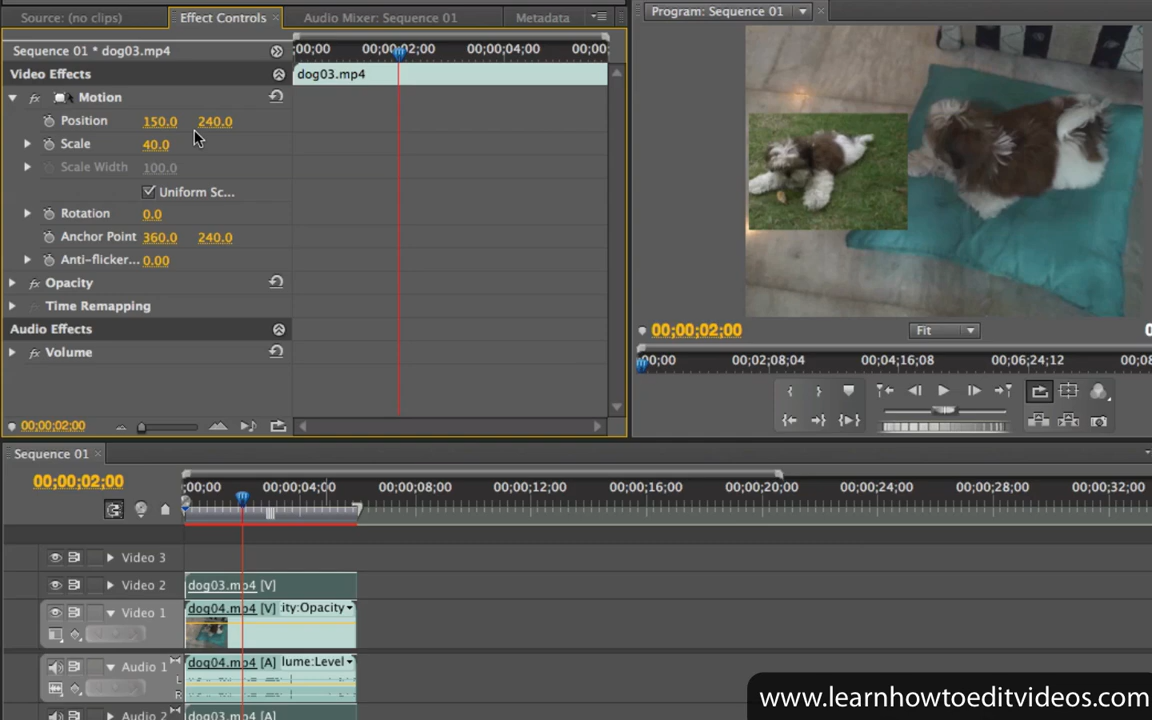 Source: (no clips) Effect Controls Audio Mixer: Sequence 01 Metadata
Program: Sequence 01
Sequence 01 * dog03.mp4
;00;00 00;00;02;00 00;00;04;00 00;00;
Video Effects
dog03.mp4
Motion
Position 150.0 240.0
Scale 40.0
Scale Width 100.0
Uniform Sc...
Rotation 0.0
Anchor Point 360.0 240.0
Anti-flicker... 0.00
Opacity
Time Remapping
Audio Effects
Volume
00;00;02;00
00;00;02;00 Fit
00;00 00;02;08;04 00;04;16;08 00;06;24;12 00;08
Sequence 01
00;00;02;00
;00;00 00;00;04;00 00;00;08;00 00;00;12;00 00;00;16;00 00;00;20;00 00;00;24;00 00;00;28;00 00;00;32;00
Video 3
Video 2 dog03.mp4 [V]
Video 1 dog04.mp4 [V] ity:Opacity
Audio 1 dog04.mp4 [A] lume:Level
L
R
Audio 2 dog03.mp4 [A]
www.learnhowtoeditvideos.com